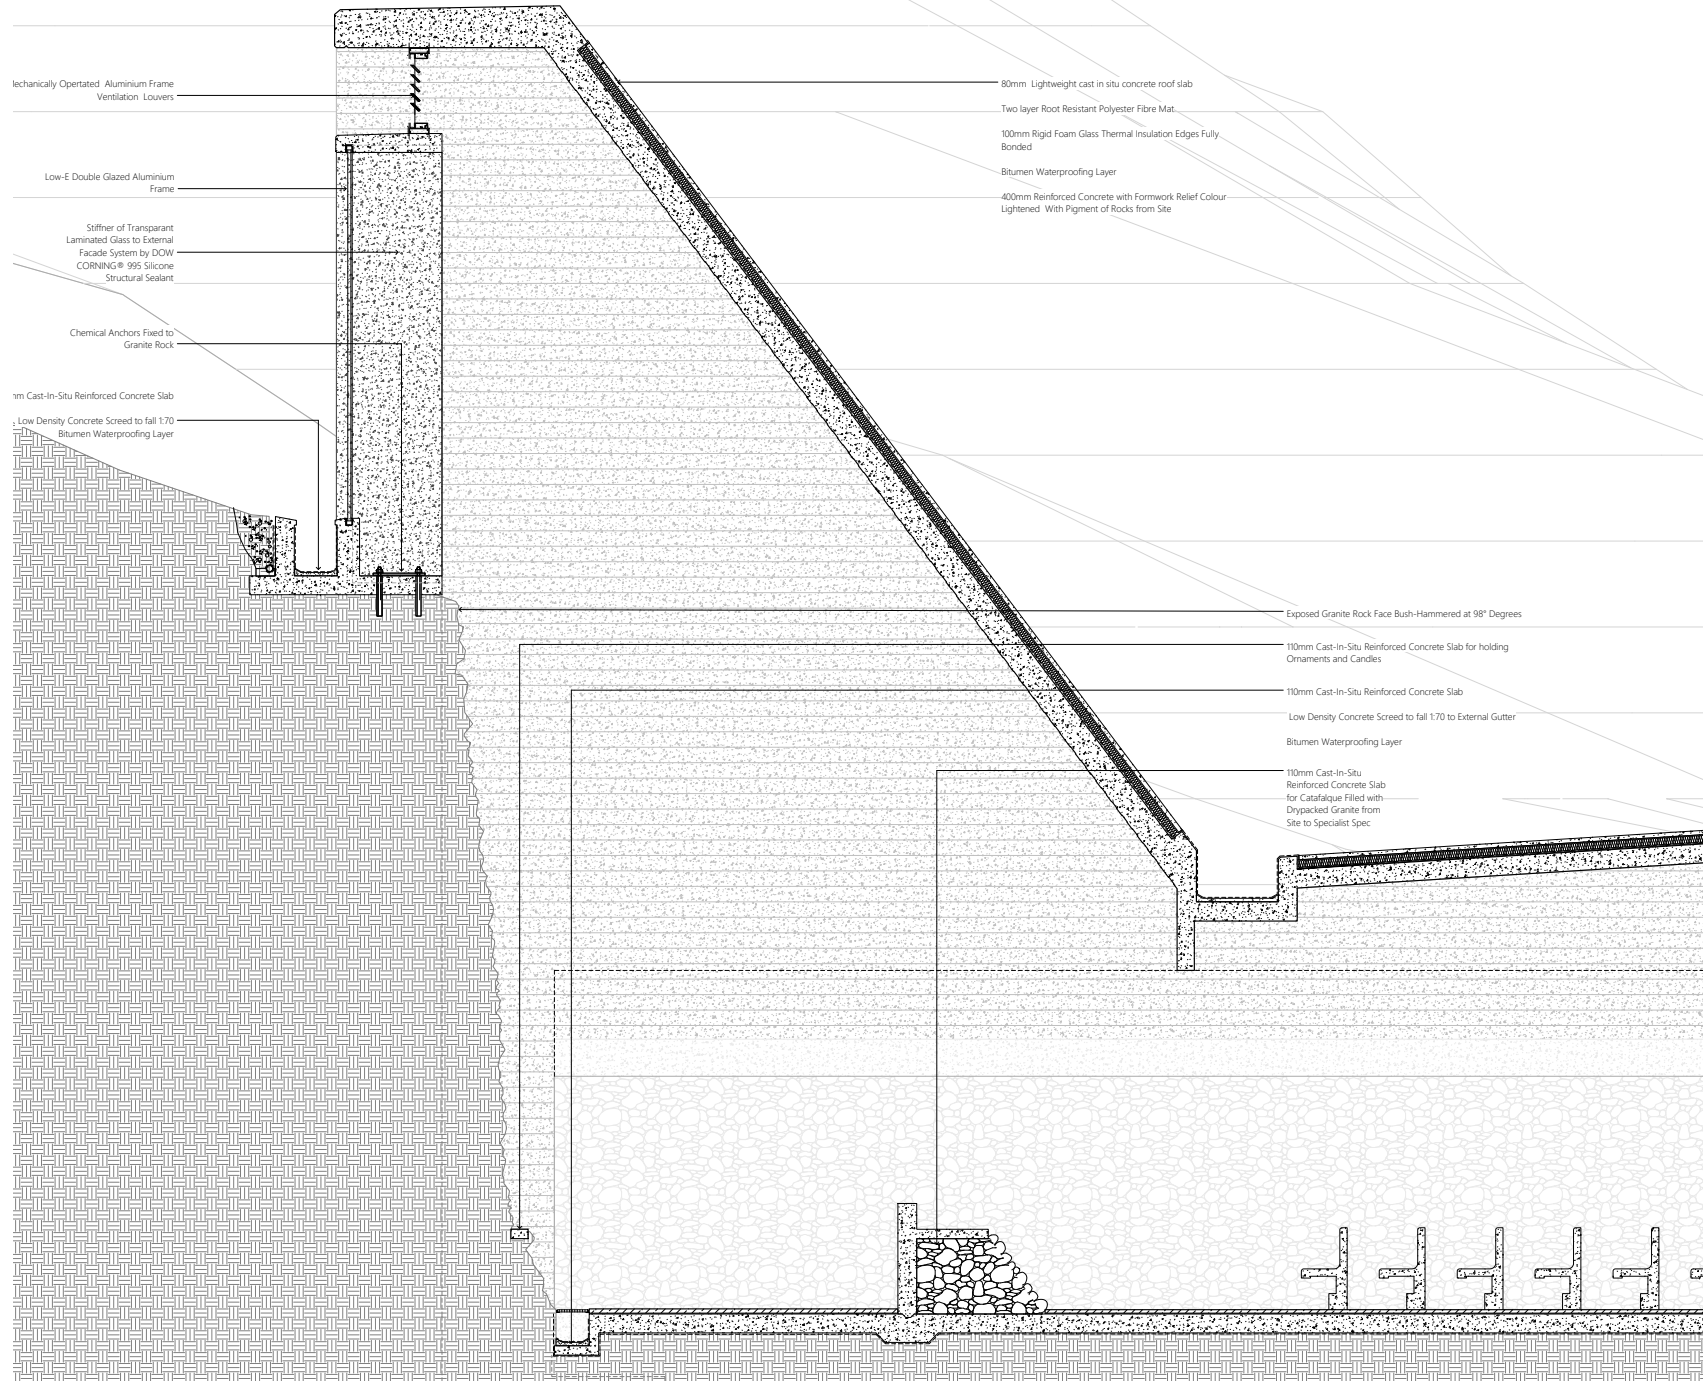 Mechanically Opertated Aluminium Frame
Ventilation Louvers
Low-E Double Glazed Aluminium
Frame
Stiffner of Transparant
Laminated Glass to External
Facade System by DOW
CORNING® 995 Silicone
Structural Sealant
Chemical Anchors Fixed to
Granite Rock
Cast-In-Situ Reinforced Concrete Slab
Low Density Concrete Screed to fall 1:70
Bitumen Waterproofing Layer
80mm Lightweight cast in situ concrete roof slab
Two layer Root Resistant Polyester Fibre Mat
100mm Rigid Foam Glass Thermal Insulation Edges Fully
Bonded
Bitumen Waterproofing Layer
400mm Reinforced Concrete with Formwork Relief Colour
Lightened With Pigment of Rocks from Site
Exposed Granite Rock Face Bush-Hammered at 98° Degrees
110mm Cast-In-Situ Reinforced Concrete Slab for holding
Ornaments and Candles
110mm Cast-In-Situ Reinforced Concrete Slab
Low Density Concrete Screed to fall 1:70 to External Gutter
Bitumen Waterproofing Layer
110mm Cast-In-Situ
Reinforced Concrete Slab
for Catafalque Filled with
Drypacked Granite from
Site to Specialist Spec